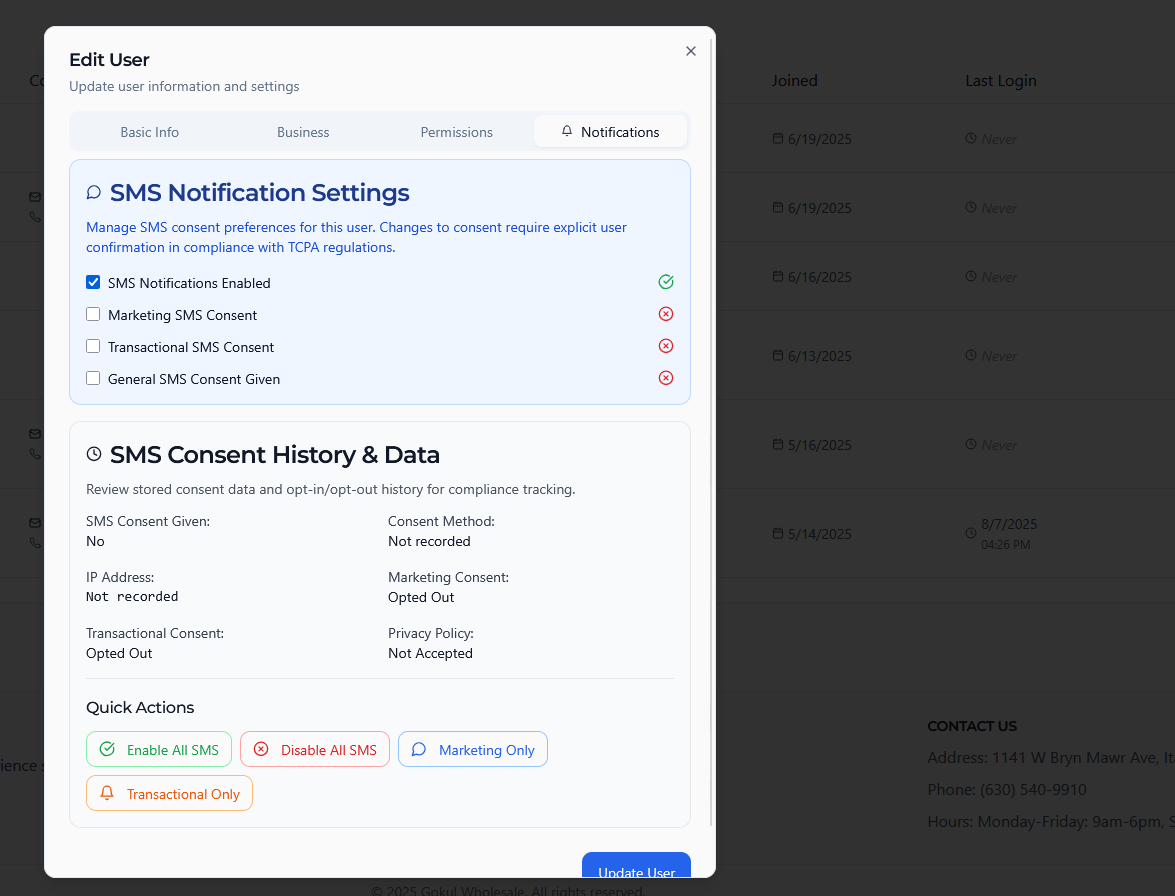 Edit User
Update user information and settings
Basic Info
Business
Permissions
Notifications
SMS Notification Settings
Manage SMS consent preferences for this user. Changes to consent require explicit user
confirmation in compliance with TCPA regulations.
SMS Notifications Enabled
Marketing SMS Consent
Transactional SMS Consent
General SMS Consent Given
SMS Consent History & Data
Review stored consent data and opt-in/opt-out history for compliance tracking.
SMS Consent Given:
No
Consent Method:
Not recorded
IP Address:
Not recorded
Marketing Consent:
Opted Out
Transactional Consent:
Opted Out
Privacy Policy:
Not Accepted
Quick Actions
Enable All SMS
Disable All SMS
Marketing Only
Transactional Only
Update User
Joined
Last Login
6/19/2025
Never
6/19/2025
Never
6/16/2025
Never
6/13/2025
Never
5/16/2025
Never
5/14/2025
8/7/2025
04:26 PM
CONTACT US
Address: 1141 W Bryn Mawr Ave,
Phone: (630) 540-9910
Hours: Monday-Friday: 9am-6pm,
© 2025 Gokul Wholesale. All rights reserved.